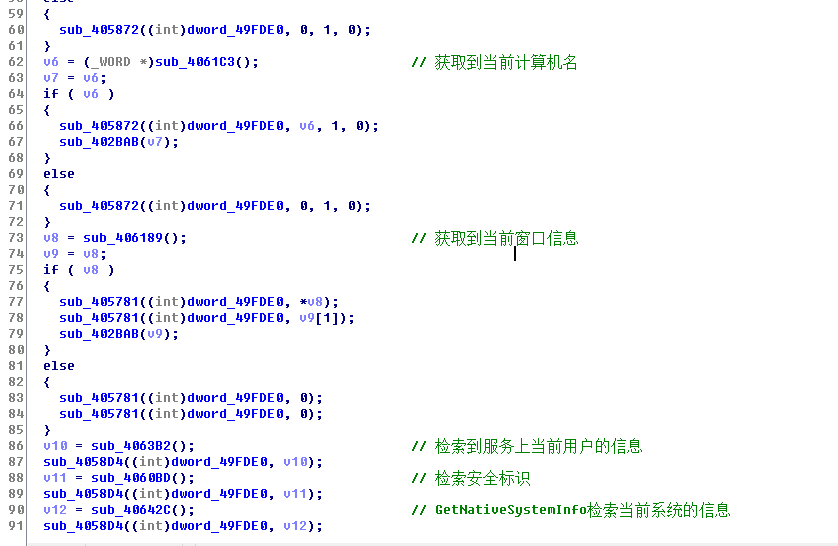 59 {
60 sub_405872((int)dword_49FDE0, 0, 1, 0);
61 }
62 v6 = (_WORD *)sub_4061C3(); // 获取到当前计算机名
63 v7 = v6;
64 if ( v6 )
65 {
66 sub_405872((int)dword_49FDE0, v6, 1, 0);
67 sub_402BAB(v7);
68 }
69 else
70 {
71 sub_405872((int)dword_49FDE0, 0, 1, 0);
72 }
73 v8 = sub_406189(); // 获取到当前窗口信息
74 v9 = v8;
75 if ( v8 )
76 {
77 sub_405781((int)dword_49FDE0, *v8);
78 sub_405781((int)dword_49FDE0, v9[1]);
79 sub_402BAB(v9);
80 }
81 else
82 {
83 sub_405781((int)dword_49FDE0, 0);
84 sub_405781((int)dword_49FDE0, 0);
85 }
86 v10 = sub_4063B2(); // 检索到服务上当前用户的信息
87 sub_4058D4((int)dword_49FDE0, v10);
88 v11 = sub_4060BD(); // 检索安全标识
89 sub_4058D4((int)dword_49FDE0, v11);
90 v12 = sub_40642C(); // GetNativeSystemInfo检索当前系统的信息
91 sub_4058D4((int)dword_49FDE0, v12);